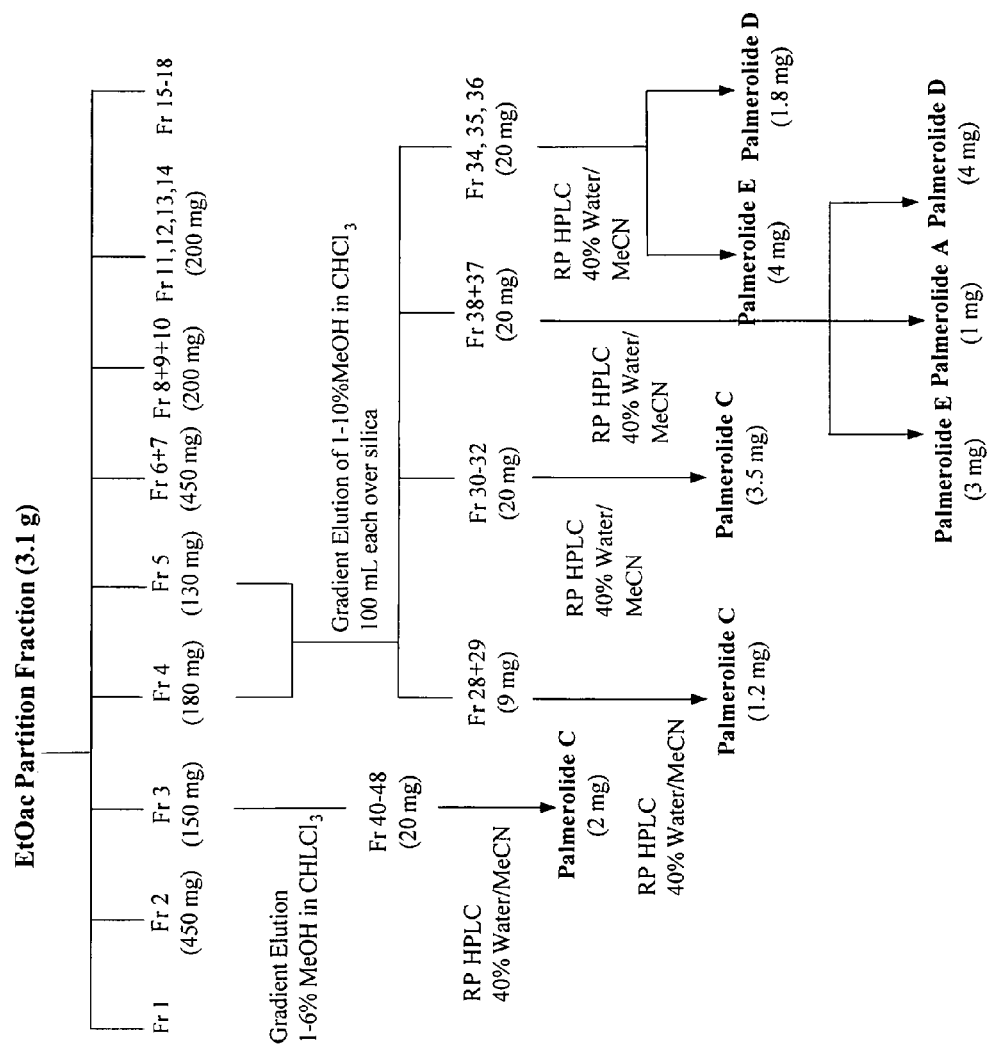 EtOac Partition Fraction (3.1 g)
Fr 1
Fr 2
(450 mg)
Fr 3
(150 mg)
Fr 4
(180 mg)
Fr 5
(130 mg)
Fr 6+7
(450 mg)
Fr 8+9+10
(200 mg)
Fr 11,12,13,14
(200 mg)
Fr 15-18
Gradient Elution
1-6% MeOH in CHLCl3
Gradient Elution of 1-10%MeOH in CHCl3
100 mL each over silica
Fr 40-48
(20 mg)
Fr 28+29
(9 mg)
Fr 30-32
(20 mg)
Fr 38+37
(20 mg)
Fr 34, 35, 36
(20 mg)
RP HPLC
40% Water/MeCN
Palmerolide C
(2 mg)
RP HPLC
40% Water/MeCN
Palmerolide C
(1.2 mg)
RP HPLC
40% Water/
MeCN
Palmerolide C
(3.5 mg)
RP HPLC
40% Water/
MeCN
RP HPLC
40% Water/
MeCN
Palmerolide E
(4 mg)
Palmerolide D
(1.8 mg)
Palmerolide E
(3 mg)
Palmerolide A
(1 mg)
Palmerolide D
(4 mg)